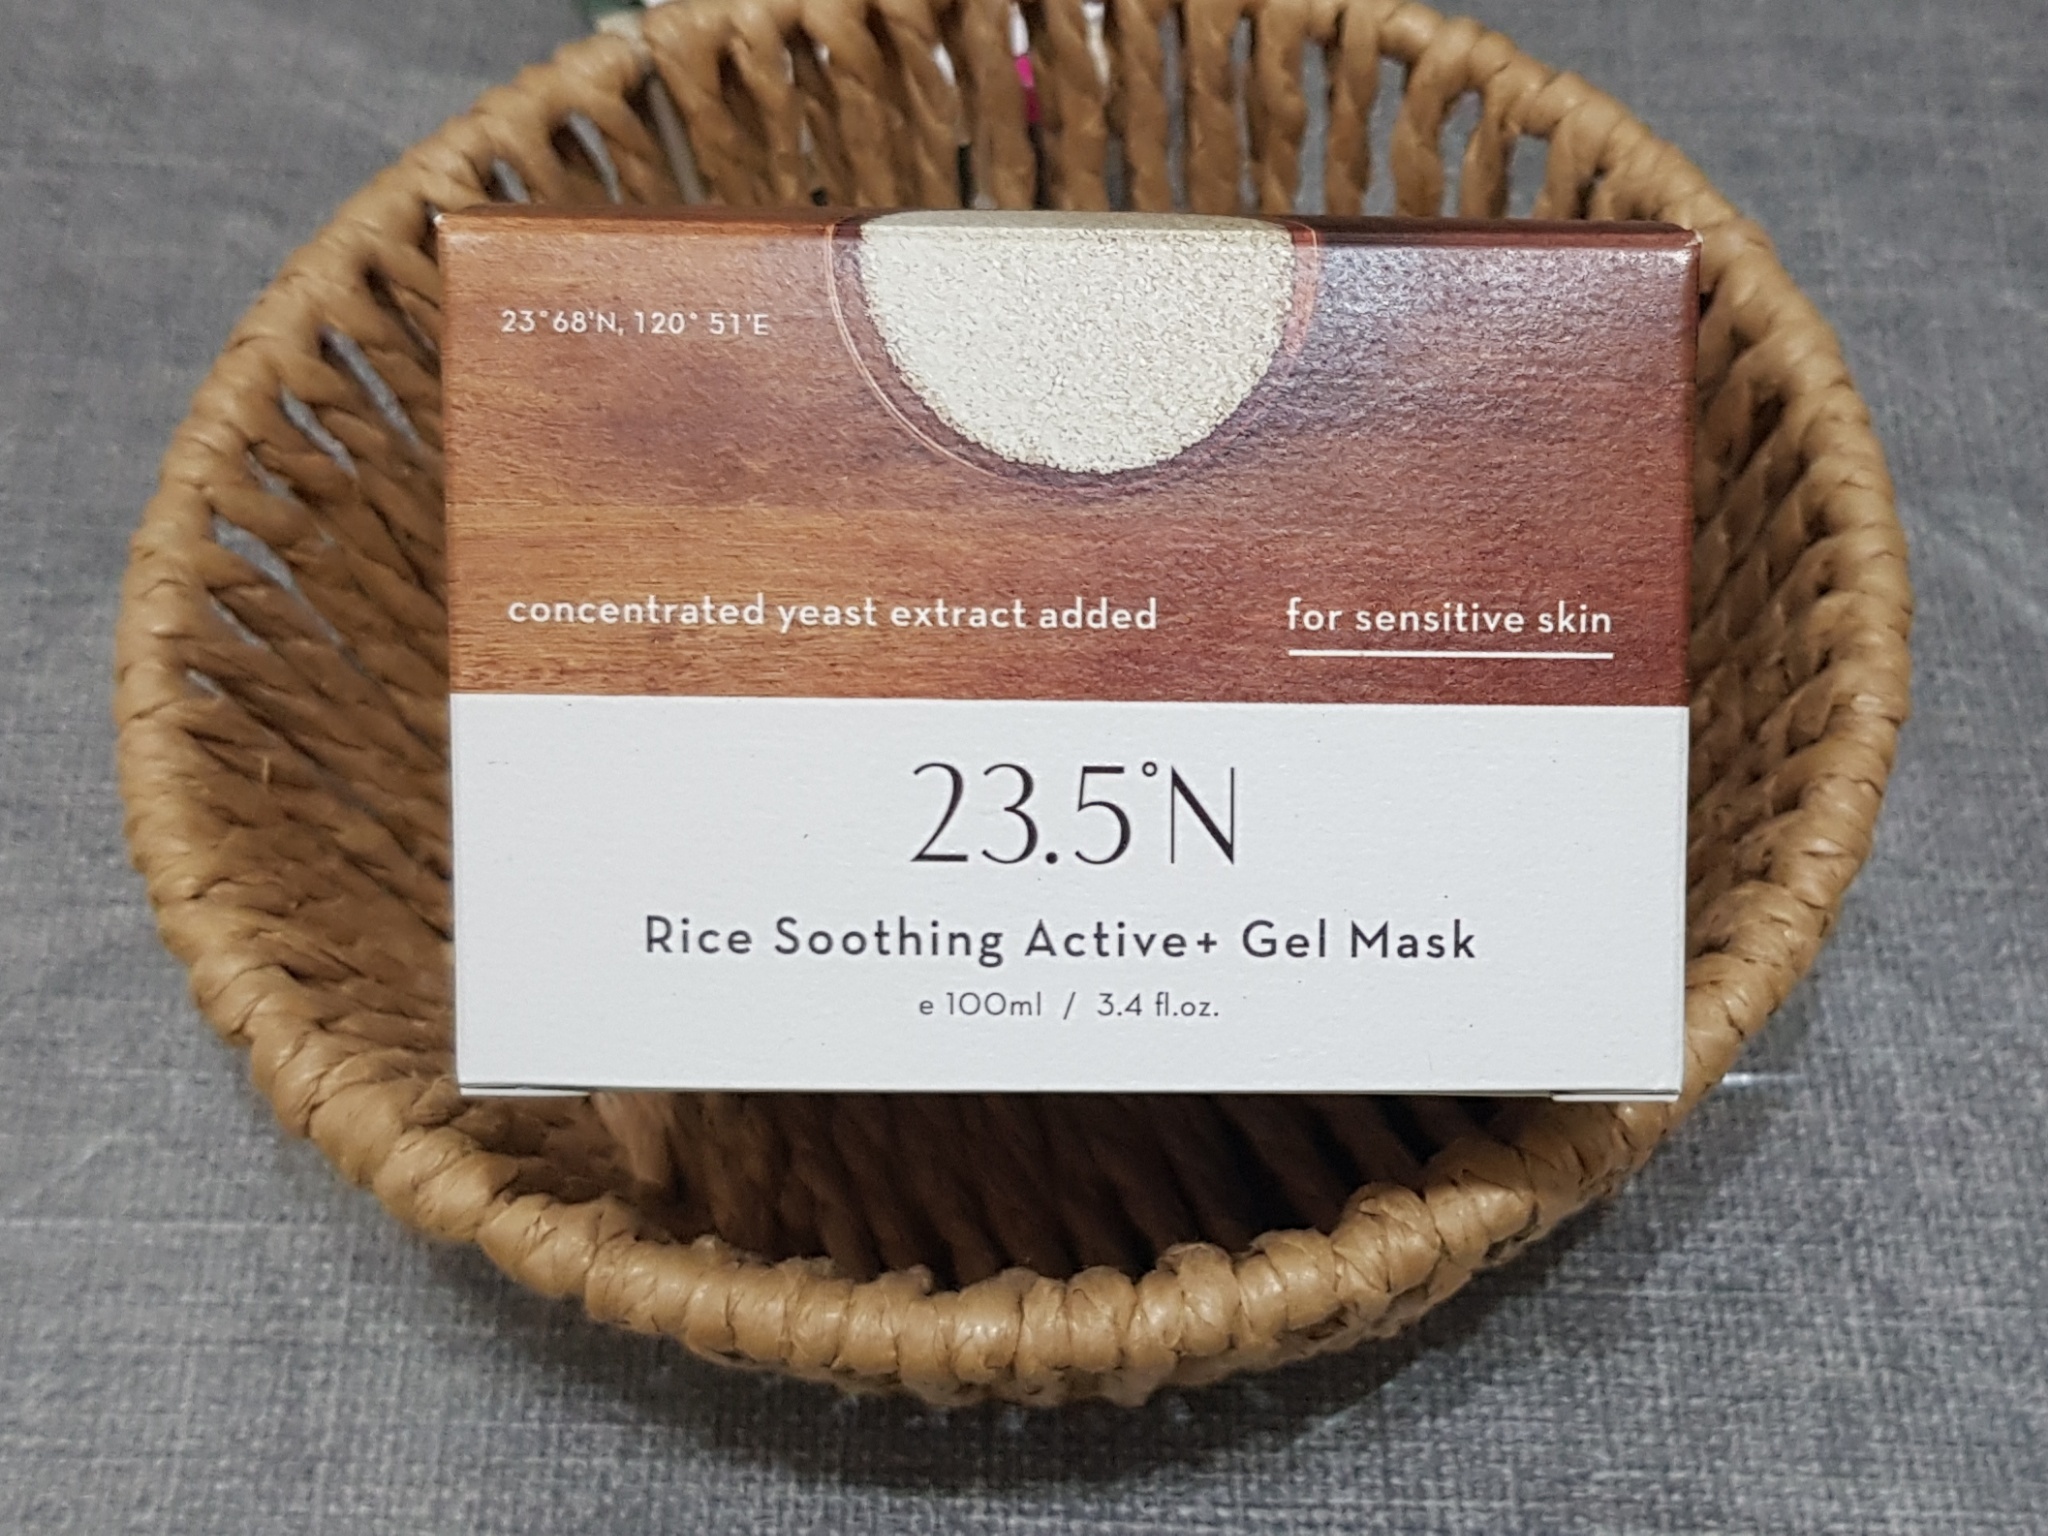 23°68'N, 120° 51'E
concentrated yeast extract added
for sensitive skin
23.5°N
Rice Soothing Active+ Gel Mask
e 100ml / 3.4 fl.oz.